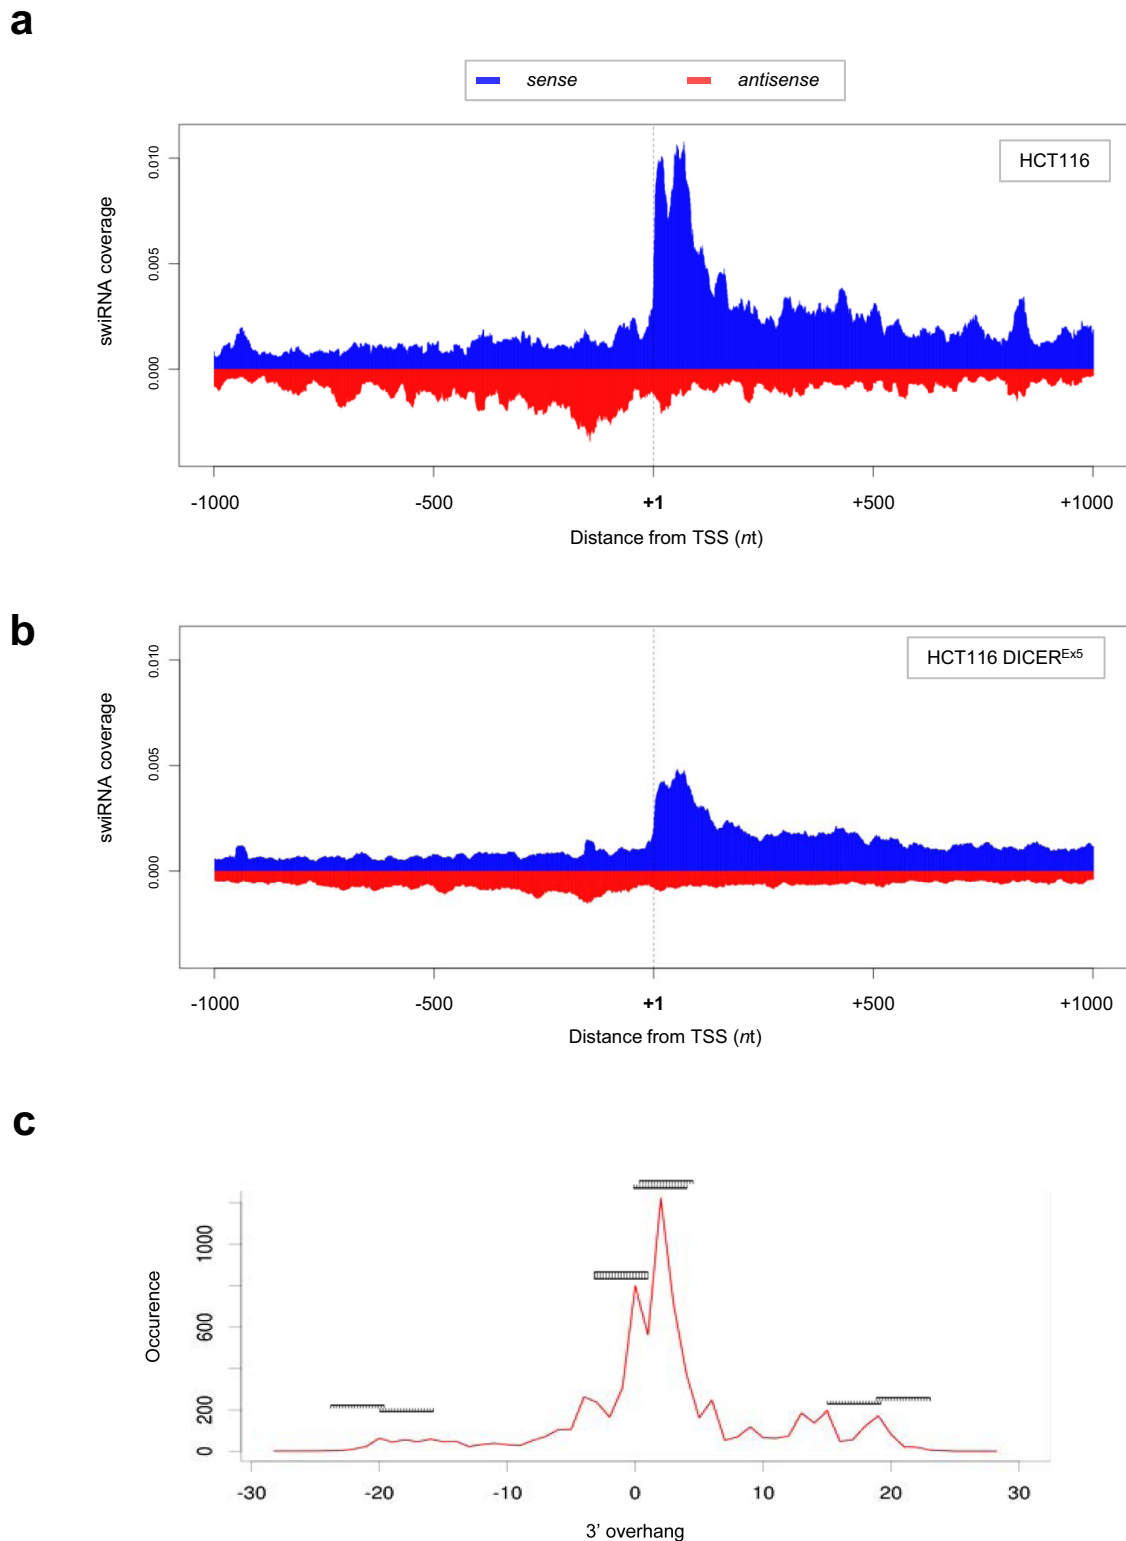 a
sense antisense
HCT116
swiRNA coverage
0.010
0.005
0.000
-1000 -500 +1 +500 +1000
Distance from TSS (nt)
b
HCT116 DICER^Ex5
swiRNA coverage
0.010
0.005
0.000
-1000 -500 +1 +500 +1000
Distance from TSS (nt)
c
Occurence
1000
600
200
0
-30 -20 -10 0 10 20 30
3' overhang